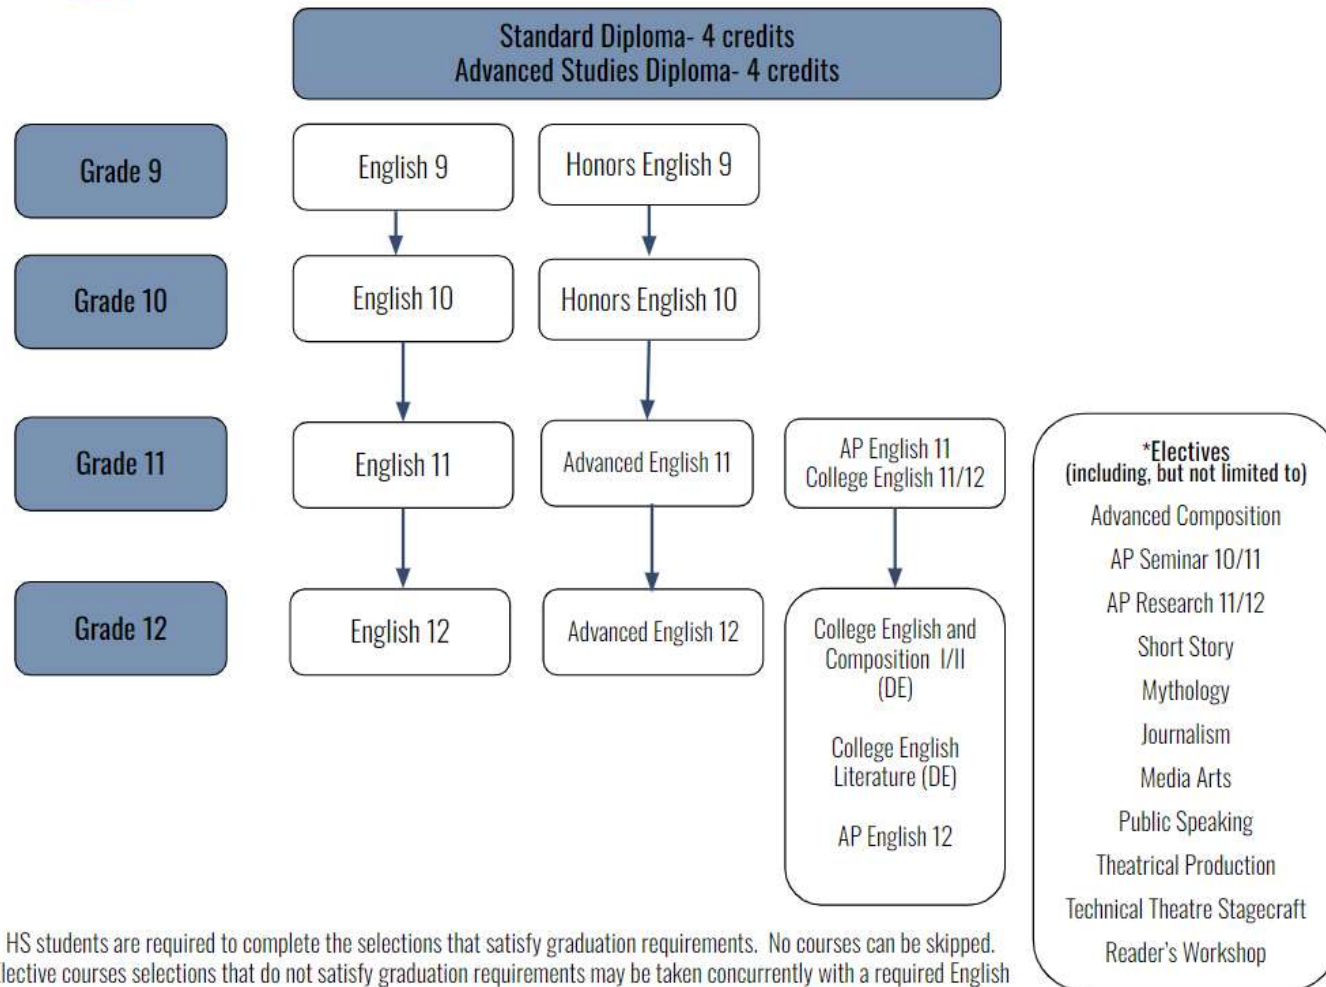 Standard Diploma- 4 credits
Advanced Studies Diploma- 4 credits
Grade 9
English 9
Honors English 9
Grade 10
English 10
Honors English 10
Grade 11
English 11
Advanced English 11
AP English 11
College English 11/12
Grade 12
English 12
Advanced English 12
College English and
Composition I/II
(DE)
College English
Literature (DE)
AP English 12
*Electives
(including, but not limited to)
Advanced Composition
AP Seminar 10/11
AP Research 11/12
Short Story
Mythology
Journalism
Media Arts
Public Speaking
Theatrical Production
Technical Theatre Stagecraft
Reader's Workshop
HS students are required to complete the selections that satisfy graduation requirements. No courses can be skipped.
lective courses selections that do not satisfy graduation requirements may be taken concurrently with a required English